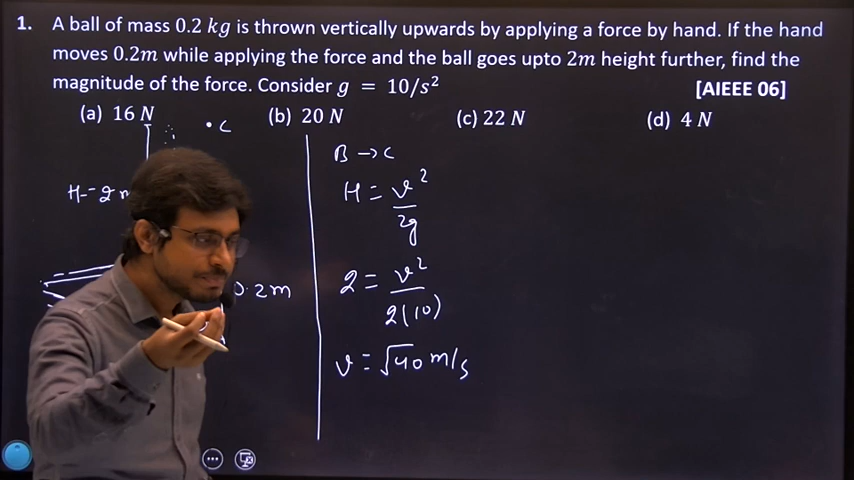 1. A ball of mass 0.2 kg is thrown vertically upwards by applying a force by hand. If the hand
moves 0.2m while applying the force and the ball goes upto 2m height further, find the
magnitude of the force. Consider g = 10/s²
[AIEEE 06]
(a) 16 N (b) 20 N (c) 22 N (d) 4 N
• C
H = 2 m
0.2m
B → C
H = v²/2g
2 = v²/2(10)
v = √40 m/s